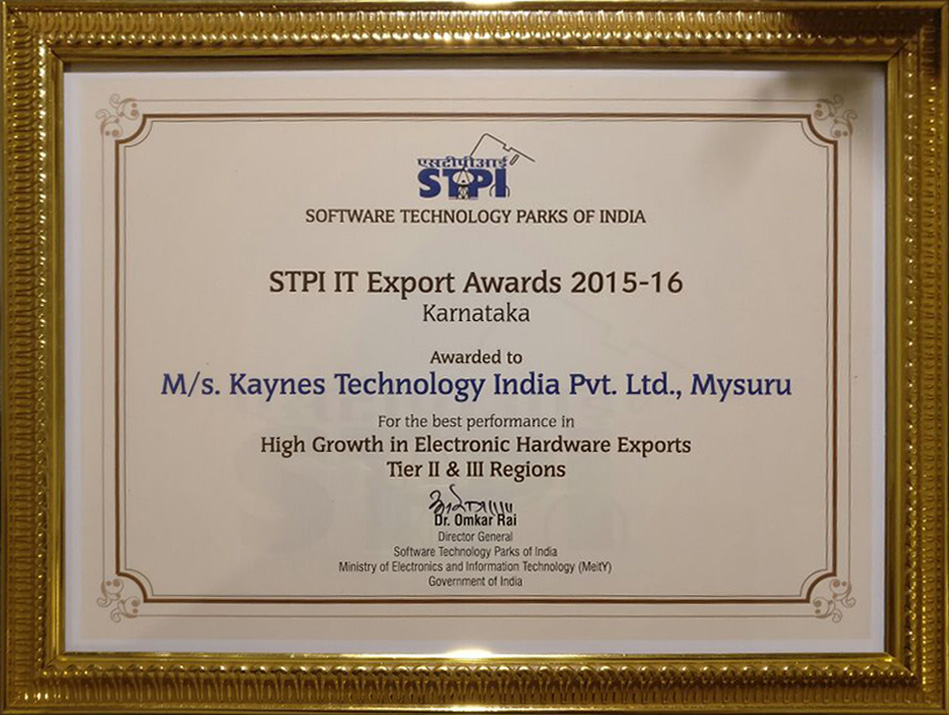 एसटीपीआई
STPI
SOFTWARE TECHNOLOGY PARKS OF INDIA
STPI IT Export Awards 2015-16
Karnataka
Awarded to
M/s. Kaynes Technology India Pvt. Ltd., Mysuru
For the best performance in
High Growth in Electronic Hardware Exports
Tier II & III Regions
Dr. Omkar Rai
Director General
Software Technology Parks of India
Ministry of Electronics and Information Technology (MeitY)
Government of India